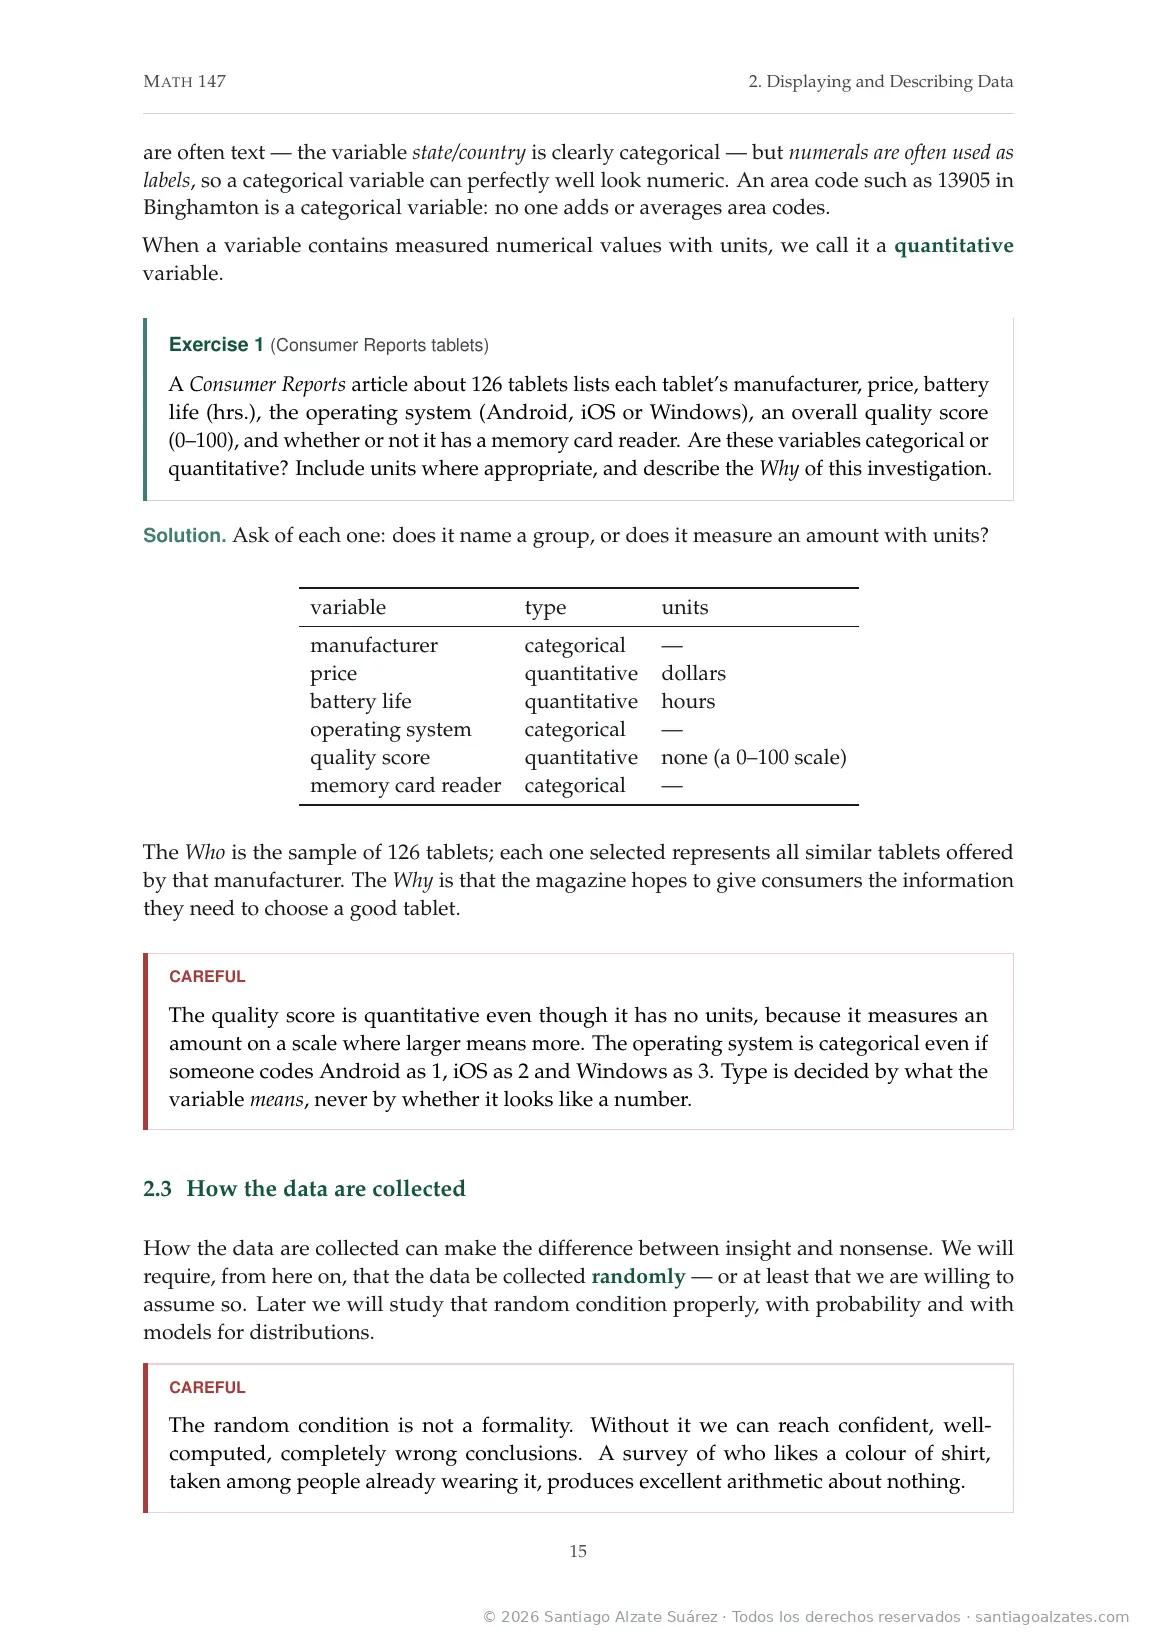 MATH 147
2. Displaying and Describing Data
are often text — the variable state/country is clearly categorical — but numerals are often used as
labels, so a categorical variable can perfectly well look numeric. An area code such as 13905 in
Binghamton is a categorical variable: no one adds or averages area codes.
When a variable contains measured numerical values with units, we call it a quantitative
variable.
Exercise 1 (Consumer Reports tablets)
A Consumer Reports article about 126 tablets lists each tablet’s manufacturer, price, battery
life (hrs.), the operating system (Android, iOS or Windows), an overall quality score
(0–100), and whether or not it has a memory card reader. Are these variables categorical or
quantitative? Include units where appropriate, and describe the Why of this investigation.
Solution. Ask of each one: does it name a group, or does it measure an amount with units?
variable type units
manufacturer categorical —
price quantitative dollars
battery life quantitative hours
operating system categorical —
quality score quantitative none (a 0–100 scale)
memory card reader categorical —
The Who is the sample of 126 tablets; each one selected represents all similar tablets offered
by that manufacturer. The Why is that the magazine hopes to give consumers the information
they need to choose a good tablet.
CAREFUL
The quality score is quantitative even though it has no units, because it measures an
amount on a scale where larger means more. The operating system is categorical even if
someone codes Android as 1, iOS as 2 and Windows as 3. Type is decided by what the
variable means, never by whether it looks like a number.
2.3 How the data are collected
How the data are collected can make the difference between insight and nonsense. We will
require, from here on, that the data be collected randomly — or at least that we are willing to
assume so. Later we will study that random condition properly, with probability and with
models for distributions.
CAREFUL
The random condition is not a formality. Without it we can reach confident, well-
computed, completely wrong conclusions. A survey of who likes a colour of shirt,
taken among people already wearing it, produces excellent arithmetic about nothing.
15
© 2026 Santiago Alzate Suárez · Todos los derechos reservados · santiagoalzates.com